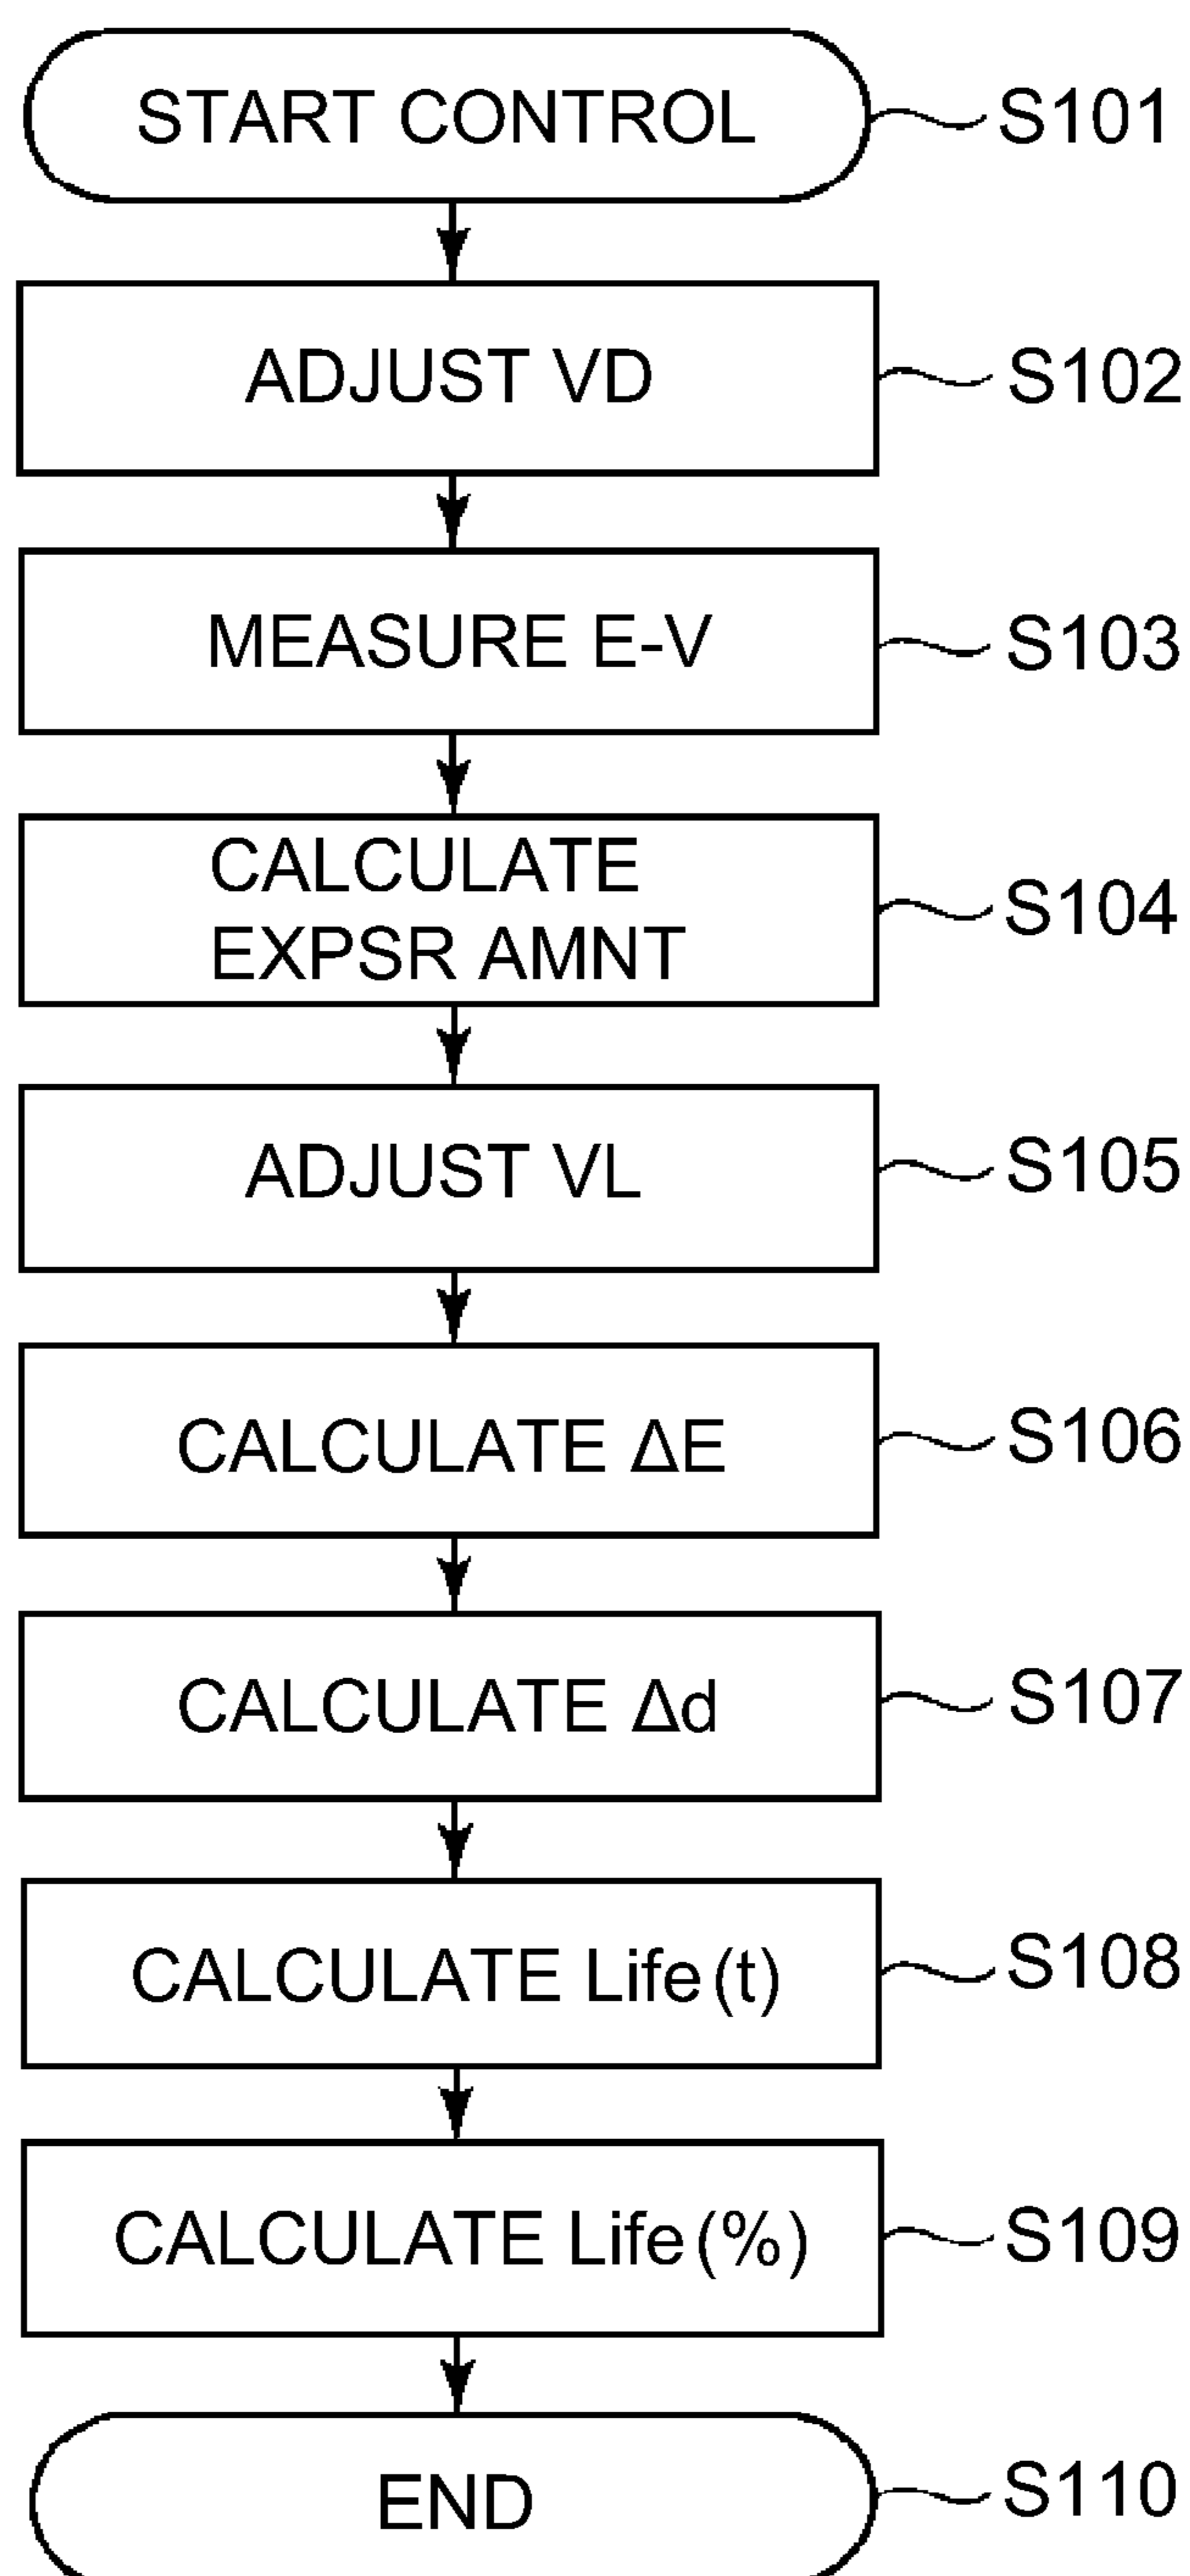 START CONTROL S101
ADJUST VD S102
MEASURE E-V S103
CALCULATE
EXPSR AMNT S104
ADJUST VL S105
CALCULATE ΔE S106
CALCULATE Δd S107
CALCULATE Life(t) S108
CALCULATE Life(%) S109
END S110